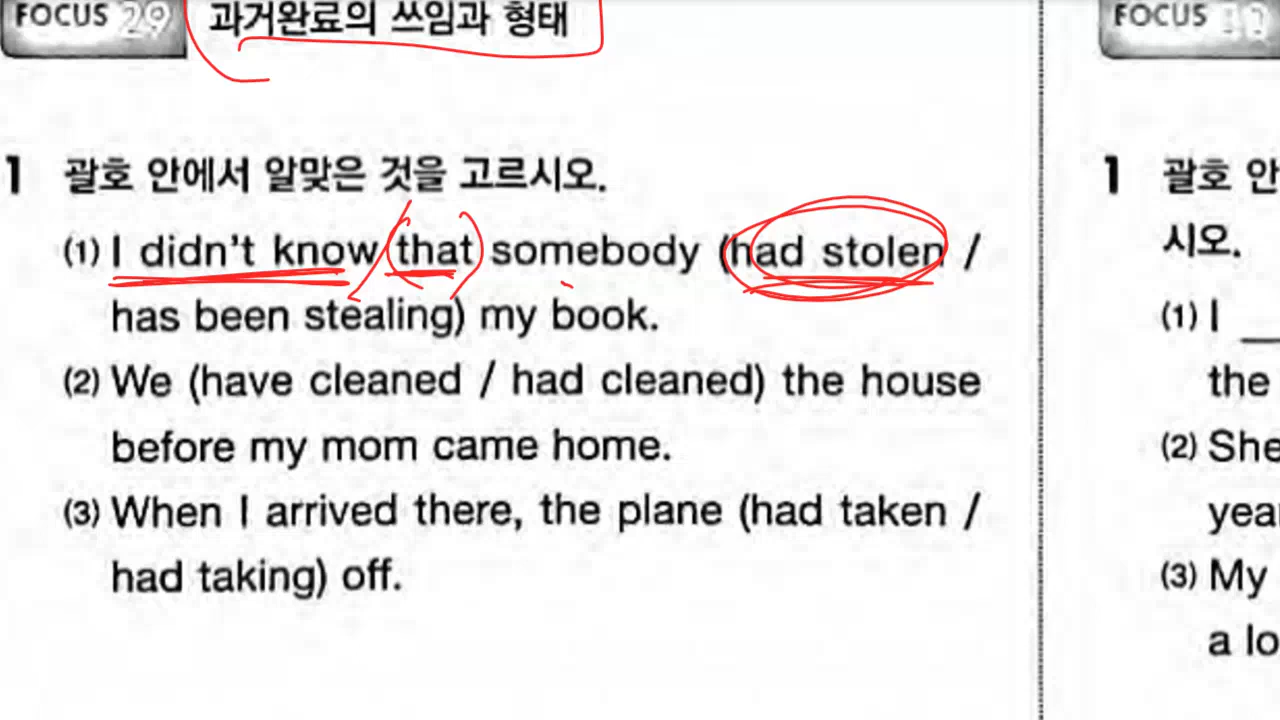 FOCUS 29 과거완료의 쓰임과 형태
1 괄호 안에서 알맞은 것을 고르시오.
(1) I didn't know that somebody (had stolen /
has been stealing) my book.
(2) We (have cleaned / had cleaned) the house
before my mom came home.
(3) When I arrived there, the plane (had taken /
had taking) off.
FOCUS
1 괄호 안
시오.
(1) I
the
(2) She
(3) My
a lo